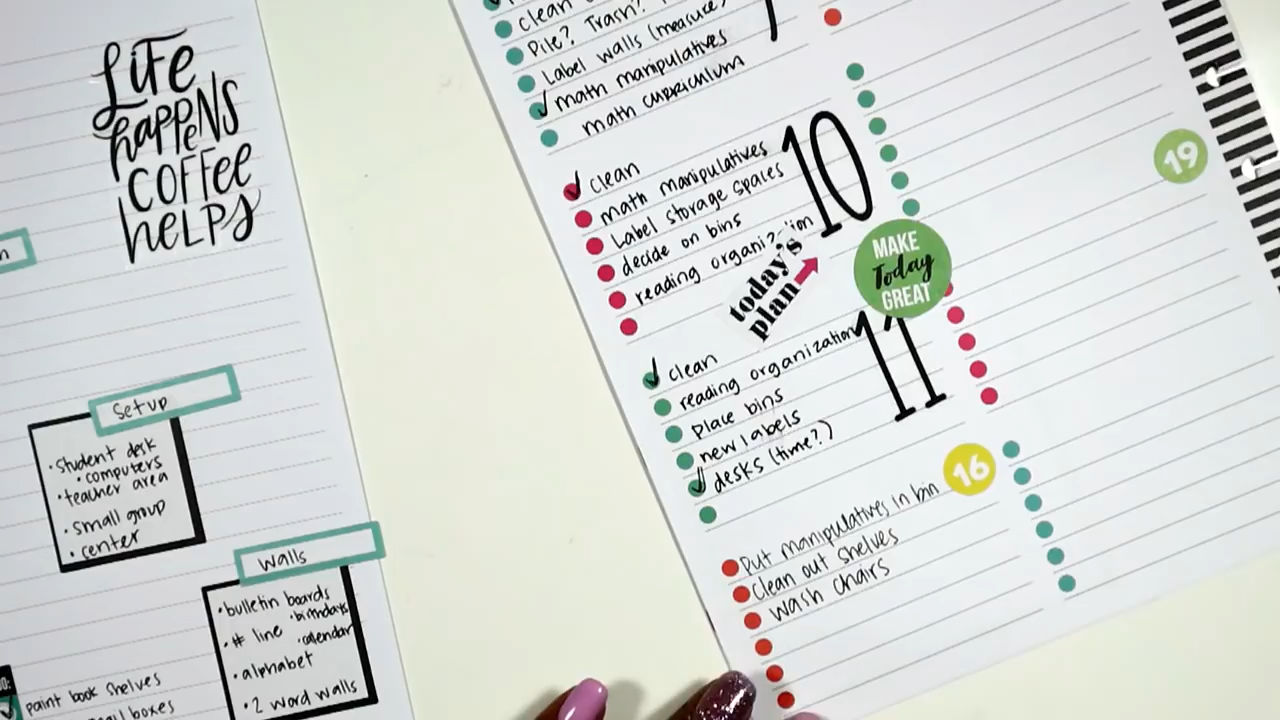 Life
happens
coffee
helps
Setup
• student desk
• computers
• teacher area
• small group
• center
Walls
• bulletin boards
• birthdays
• # line
• calendar
• alphabet
• 2 word walls
paint book shelves
boxes
clean
Pile? Trash?
Label walls (measure)
math manipulatives
math curriculum
10
clean
math manipulatives
Label storage spaces
decide on bins
reading organization
today's
plan
MAKE
Today
GREAT
11
clean
reading organization
Place bins
new labels
desks (time?)
16
Put manipulatives in bin
Clean out shelves
wash chairs
19